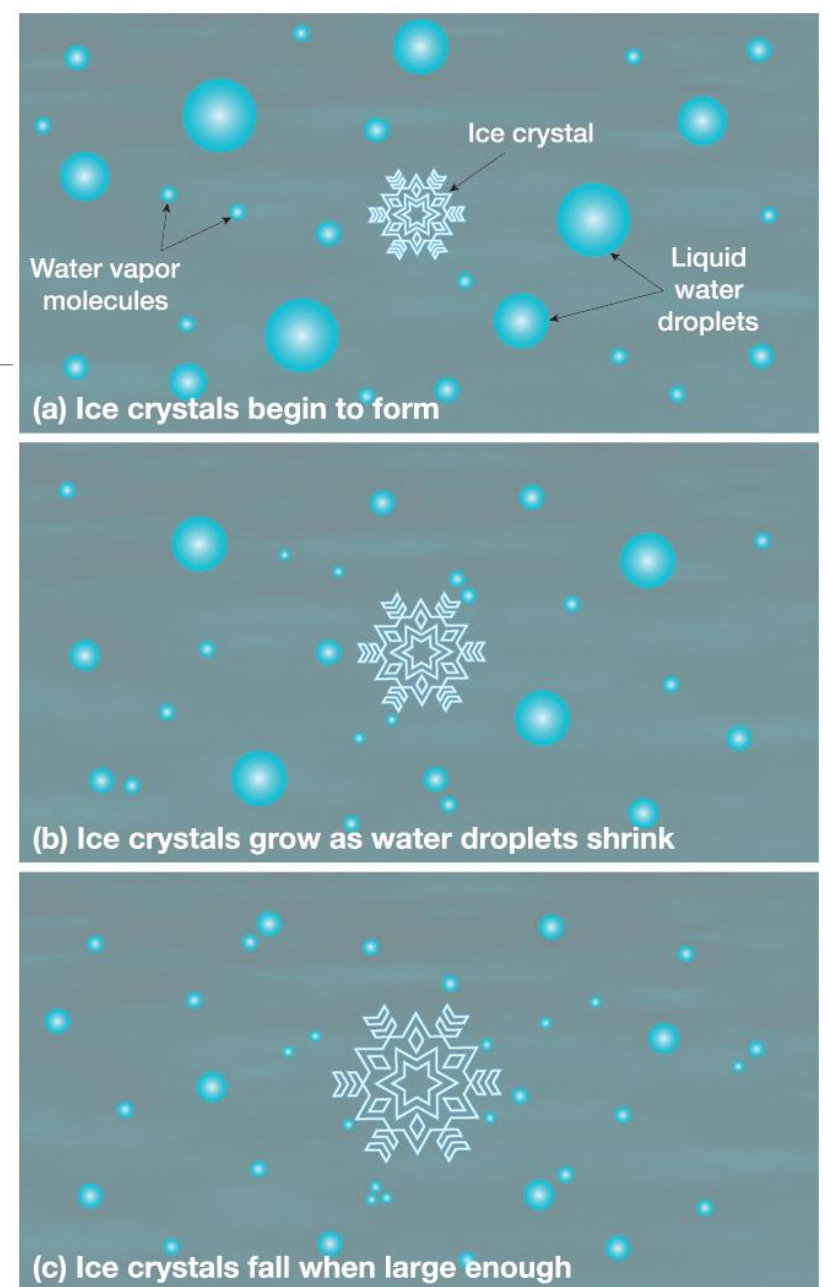 Ice crystal
Water vapor
molecules
Liquid
water
droplets
(a) Ice crystals begin to form
(b) Ice crystals grow as water droplets shrink
(c) Ice crystals fall when large enough